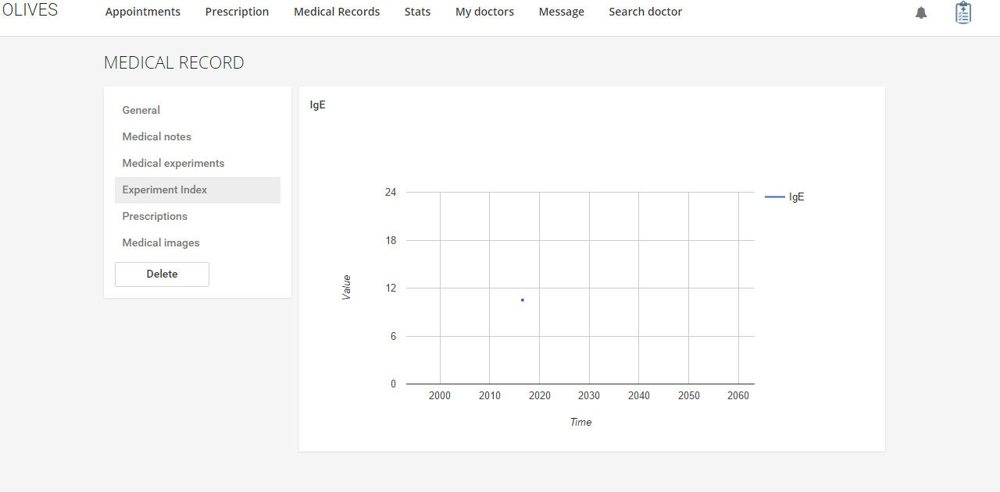 OLIVES
Appointments Prescription Medical Records Stats My doctors Message Search doctor
MEDICAL RECORD
General
Medical notes
Medical experiments
Experiment Index
Prescriptions
Medical images
Delete
IgE
24
18
12
6
0
Value
2000 2010 2020 2030 2040 2050 2060
Time
IgE